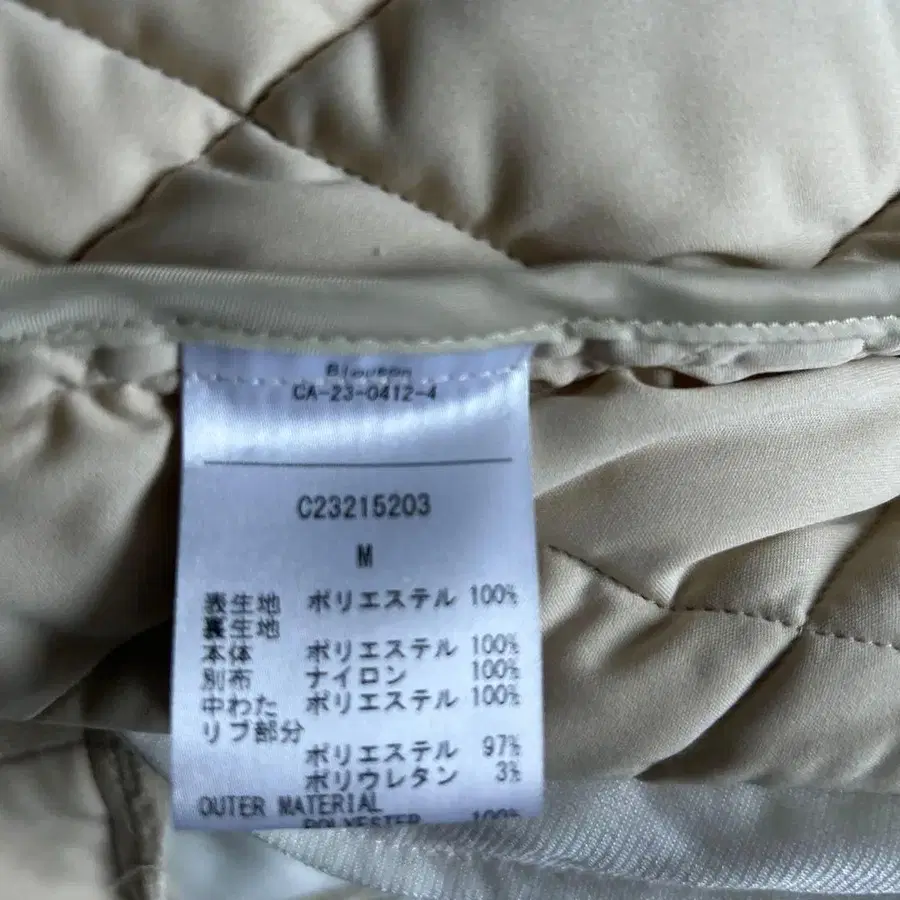 Blouson
CA-23-0412-4
C23215203
M
表生地 ポリエステル 100%
裏生地
本体 ポリエステル 100%
別布 ナイロン 100%
中わた ポリエステル 100%
リブ部分
ポリエステル 97%
ポリウレタン 3%
OUTER MATERIAL
POLYESTER 100%